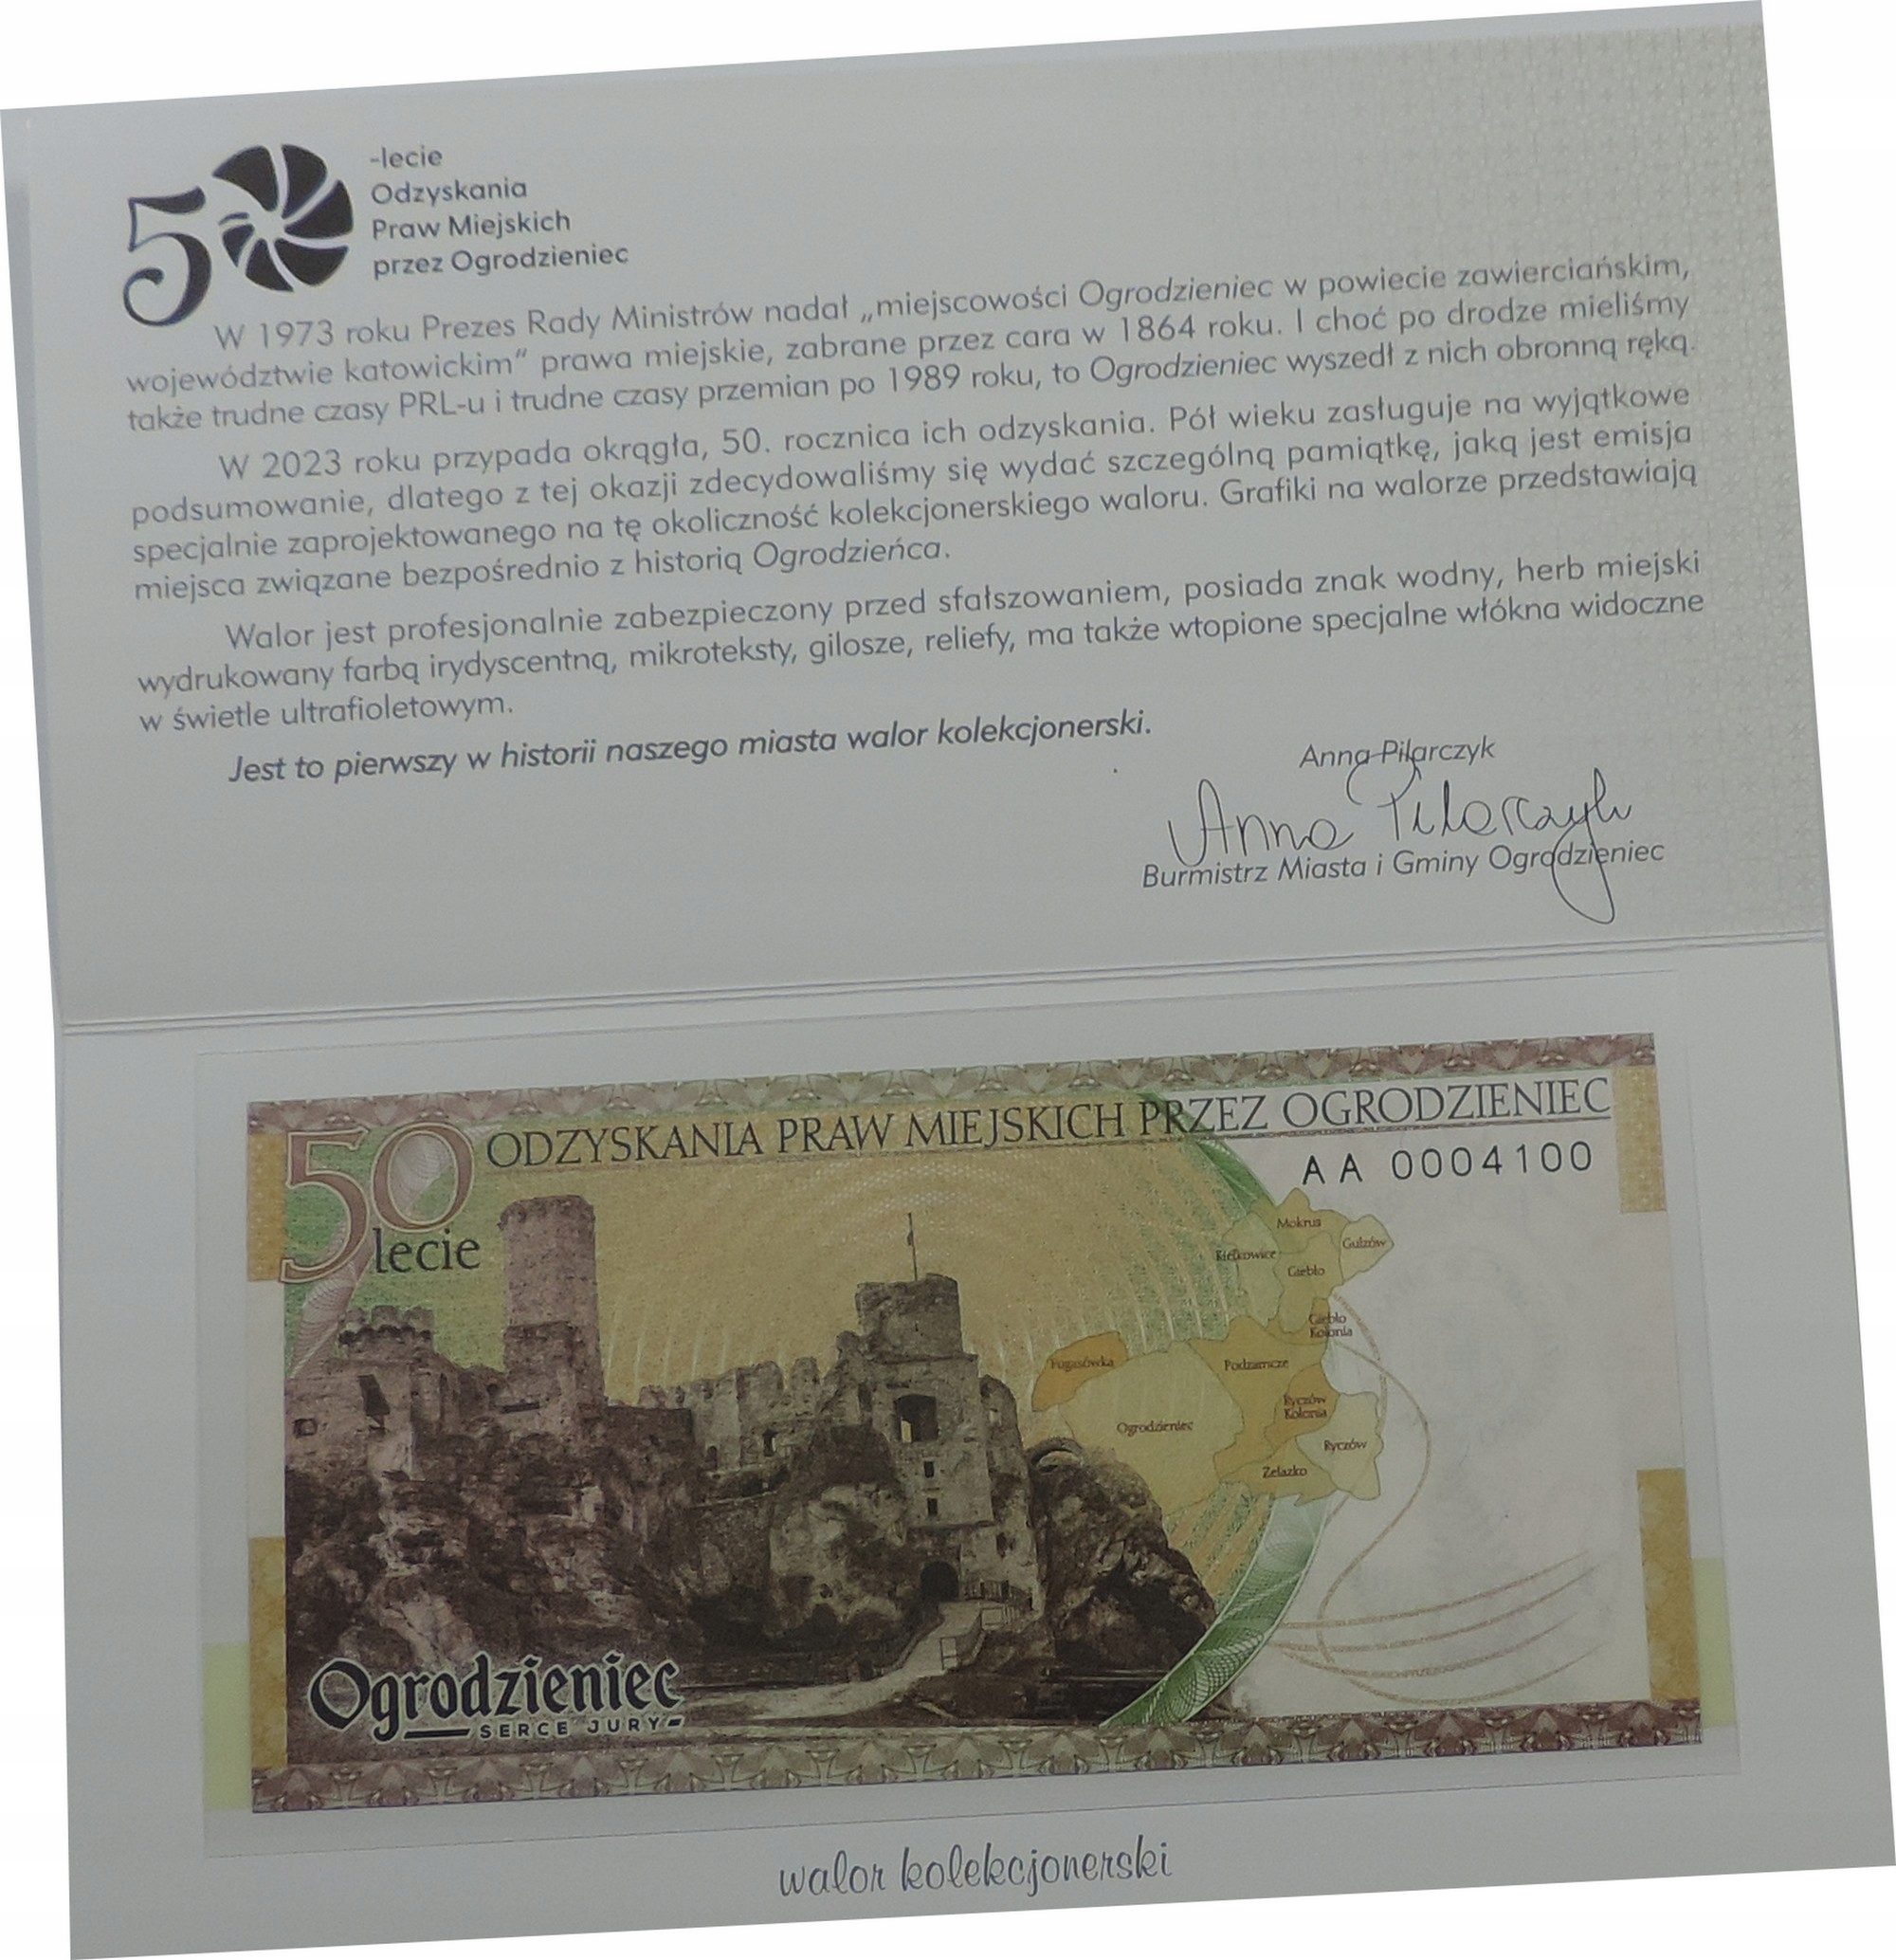 50
-lecie
Odzyskania
Praw Miejskich
przez Ogrodzieniec
W 1973 roku Prezes Rady Ministrów nadał „miejscowości Ogrodzieniec w powiecie zawierciańskim,
województwie katowickim” prawa miejskie, zabrane przez cara w 1864 roku. I choć po drodze mieliśmy
także trudne czasy PRL-u i trudne czasy przemian po 1989 roku, to Ogrodzieniec wyszedł z nich obronną ręką.
W 2023 roku przypada okrągła, 50. rocznica ich odzyskania. Pół wieku zasługuje na wyjątkowe
podsumowanie, dlatego z tej okazji zdecydowaliśmy się wydać szczególną pamiątkę, jaką jest emisja
specjalnie zaprojektowanego na tę okoliczność kolekcjonerskiego waloru. Grafiki na walorze przedstawiają
miejsca związane bezpośrednio z historią Ogrodzieńca.
Walor jest profesjonalnie zabezpieczony przed sfałszowaniem, posiada znak wodny, herb miejski
wydrukowany farbą irydyscentną, mikroteksty, gilosze, reliefy, ma także wtopione specjalne włókna widoczne
w świetle ultrafioletowym.
Jest to pierwszy w historii naszego miasta walor kolekcjonerski.
Anna Pilarczyk
Anna Pilarczyk
Burmistrz Miasta i Gminy Ogrodzieniec
50 ODZYSKANIA PRAW MIEJSKICH PRZEZ OGRODZIENIEC
lecie
AA 0004100
Mokrus
Gulzów
Kiełkowice
Giebło
Giebło
Kolonia
Fugasówka
Podzamcze
Ryczów
Kolonia
Ogrodzieniec
Ryczów
Żelazko
Ogrodzieniec
SERCE JURY
walor kolekcjonerski